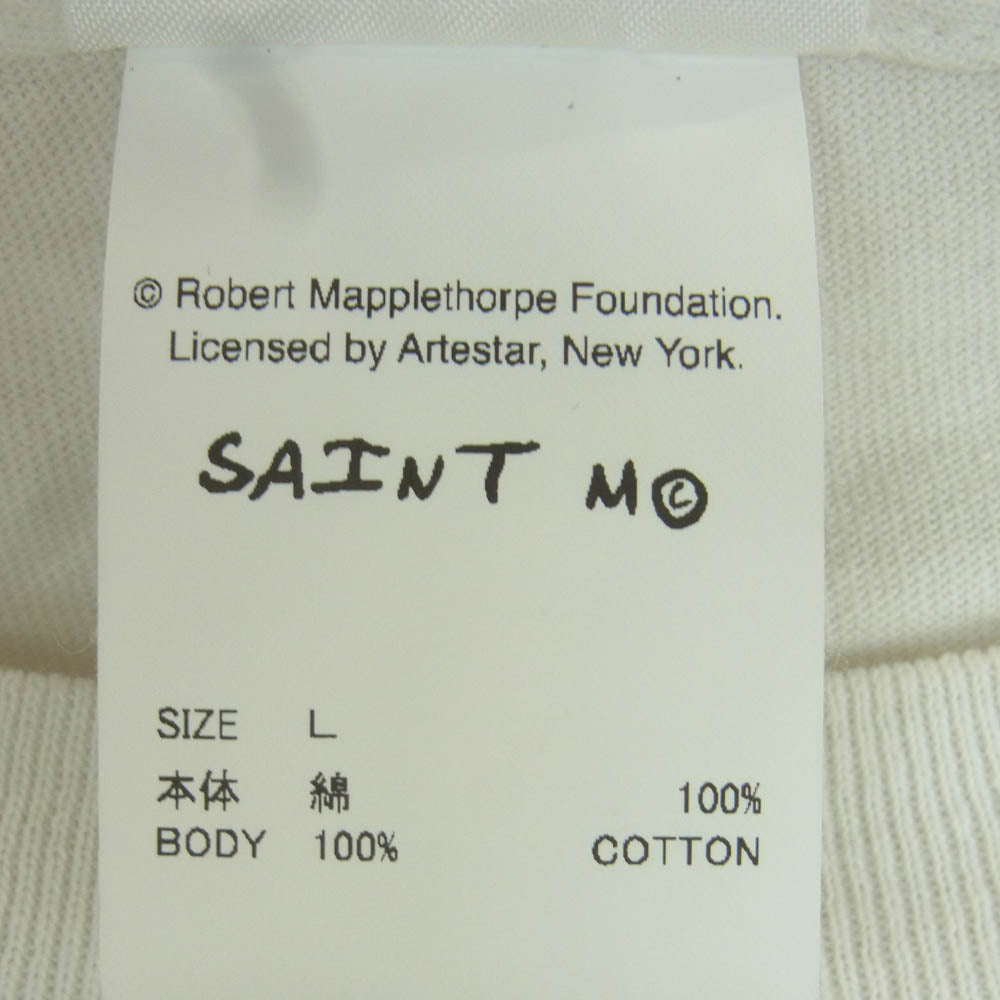 © Robert Mapplethorpe Foundation.
Licensed by Artestar, New York.
SAINT M©
SIZE L
本体 綿 100%
BODY 100% COTTON